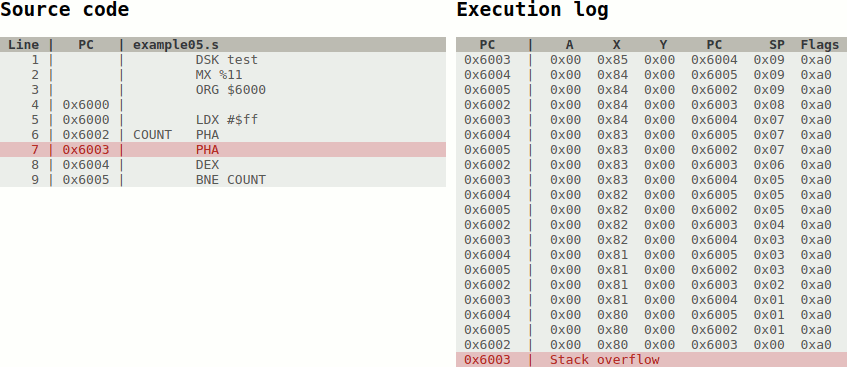 Source code
Line | PC | example05.s
1 | | DSK test
2 | | MX %11
3 | | ORG $6000
4 | 0x6000 |
5 | 0x6000 | LDX #$ff
6 | 0x6002 | COUNT PHA
7 | 0x6003 | PHA
8 | 0x6004 | DEX
9 | 0x6005 | BNE COUNT
Execution log
PC | A X Y PC SP Flags
0x6003 | 0x00 0x85 0x00 0x6004 0x09 0xa0
0x6004 | 0x00 0x84 0x00 0x6005 0x09 0xa0
0x6005 | 0x00 0x84 0x00 0x6002 0x09 0xa0
0x6002 | 0x00 0x84 0x00 0x6003 0x08 0xa0
0x6003 | 0x00 0x84 0x00 0x6004 0x07 0xa0
0x6004 | 0x00 0x83 0x00 0x6005 0x07 0xa0
0x6005 | 0x00 0x83 0x00 0x6002 0x07 0xa0
0x6002 | 0x00 0x83 0x00 0x6003 0x06 0xa0
0x6003 | 0x00 0x83 0x00 0x6004 0x05 0xa0
0x6004 | 0x00 0x82 0x00 0x6005 0x05 0xa0
0x6005 | 0x00 0x82 0x00 0x6002 0x05 0xa0
0x6002 | 0x00 0x82 0x00 0x6003 0x04 0xa0
0x6003 | 0x00 0x82 0x00 0x6004 0x03 0xa0
0x6004 | 0x00 0x81 0x00 0x6005 0x03 0xa0
0x6005 | 0x00 0x81 0x00 0x6002 0x03 0xa0
0x6002 | 0x00 0x81 0x00 0x6003 0x02 0xa0
0x6003 | 0x00 0x81 0x00 0x6004 0x01 0xa0
0x6004 | 0x00 0x80 0x00 0x6005 0x01 0xa0
0x6005 | 0x00 0x80 0x00 0x6002 0x01 0xa0
0x6002 | 0x00 0x80 0x00 0x6003 0x00 0xa0
0x6003 | Stack overflow